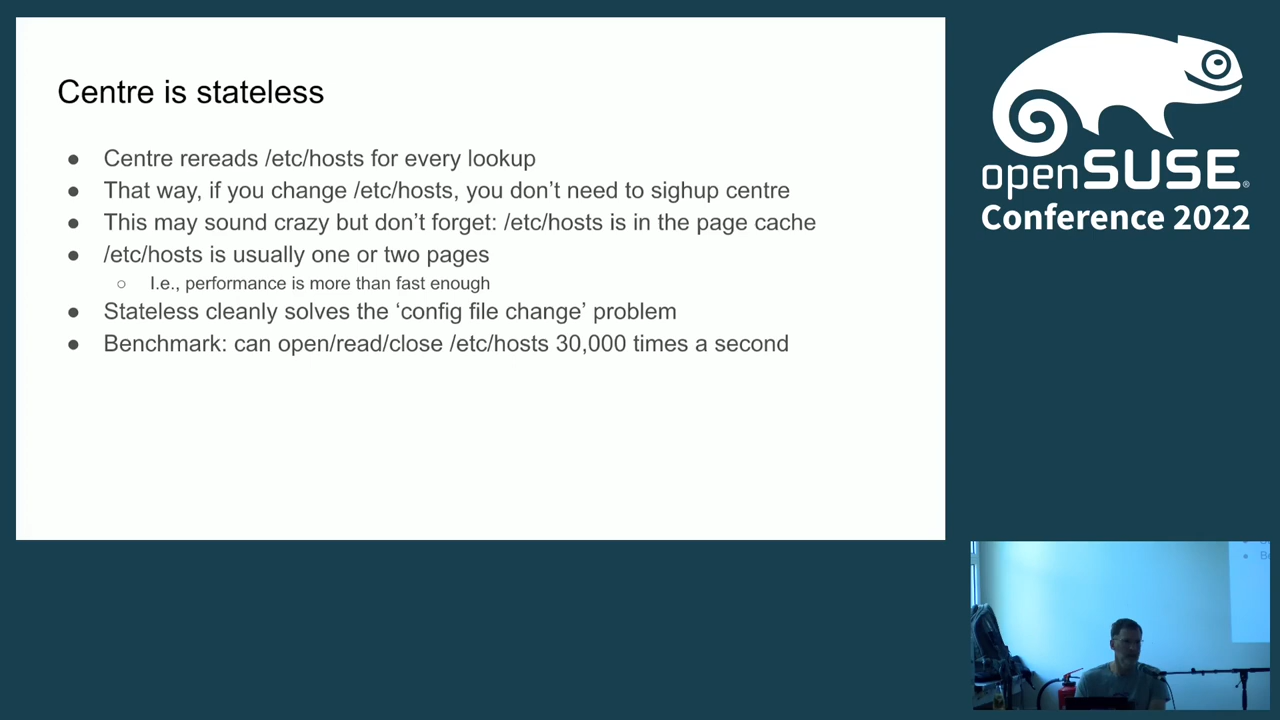 Centre is stateless
● Centre rereads /etc/hosts for every lookup
● That way, if you change /etc/hosts, you don’t need to sighup centre
● This may sound crazy but don’t forget: /etc/hosts is in the page cache
● /etc/hosts is usually one or two pages
○ I.e., performance is more than fast enough
● Stateless cleanly solves the ‘config file change’ problem
● Benchmark: can open/read/close /etc/hosts 30,000 times a second
openSUSE®
Conference 2022